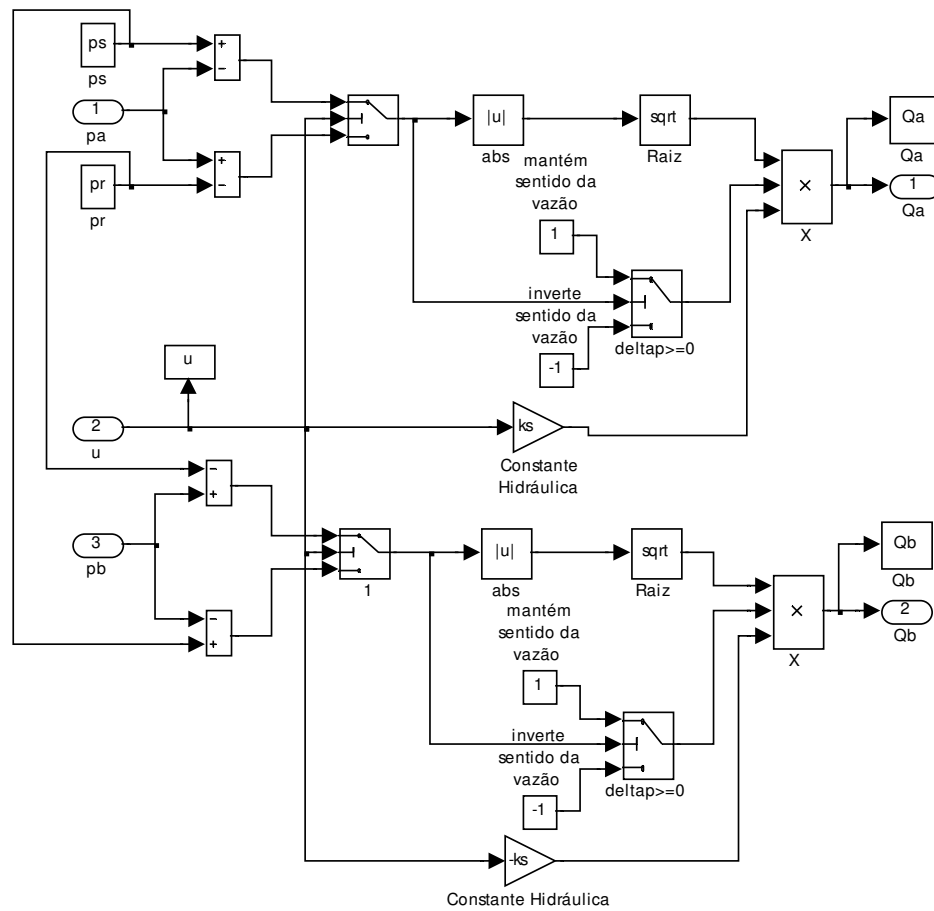 ps
+
−
ps
1
pa
+
−
pr
pr
|u|
abs
sqrt
Raiz
mantém
sentido da
vazão
1
×
X
Qa
Qa
1
Qa
inverte
sentido da
vazão
-1
deltap>=0
u
2
u
ks
Constante
Hidráulica
−
+
3
pb
−
+
1
|u|
abs
sqrt
Raiz
mantém
sentido da
vazão
1
×
X
Qb
Qb
2
Qb
inverte
sentido da
vazão
-1
deltap>=0
-ks
Constante Hidráulica